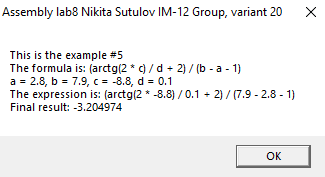 Assembly lab8 Nikita Sutulov IM-12 Group, variant 20
This is the example #5
The formula is: (arctg(2 * c) / d + 2) / (b - a - 1)
a = 2.8, b = 7.9, c = -8.8, d = 0.1
The expression is: (arctg(2 * -8.8) / 0.1 + 2) / (7.9 - 2.8 - 1)
Final result: -3.204974
OK